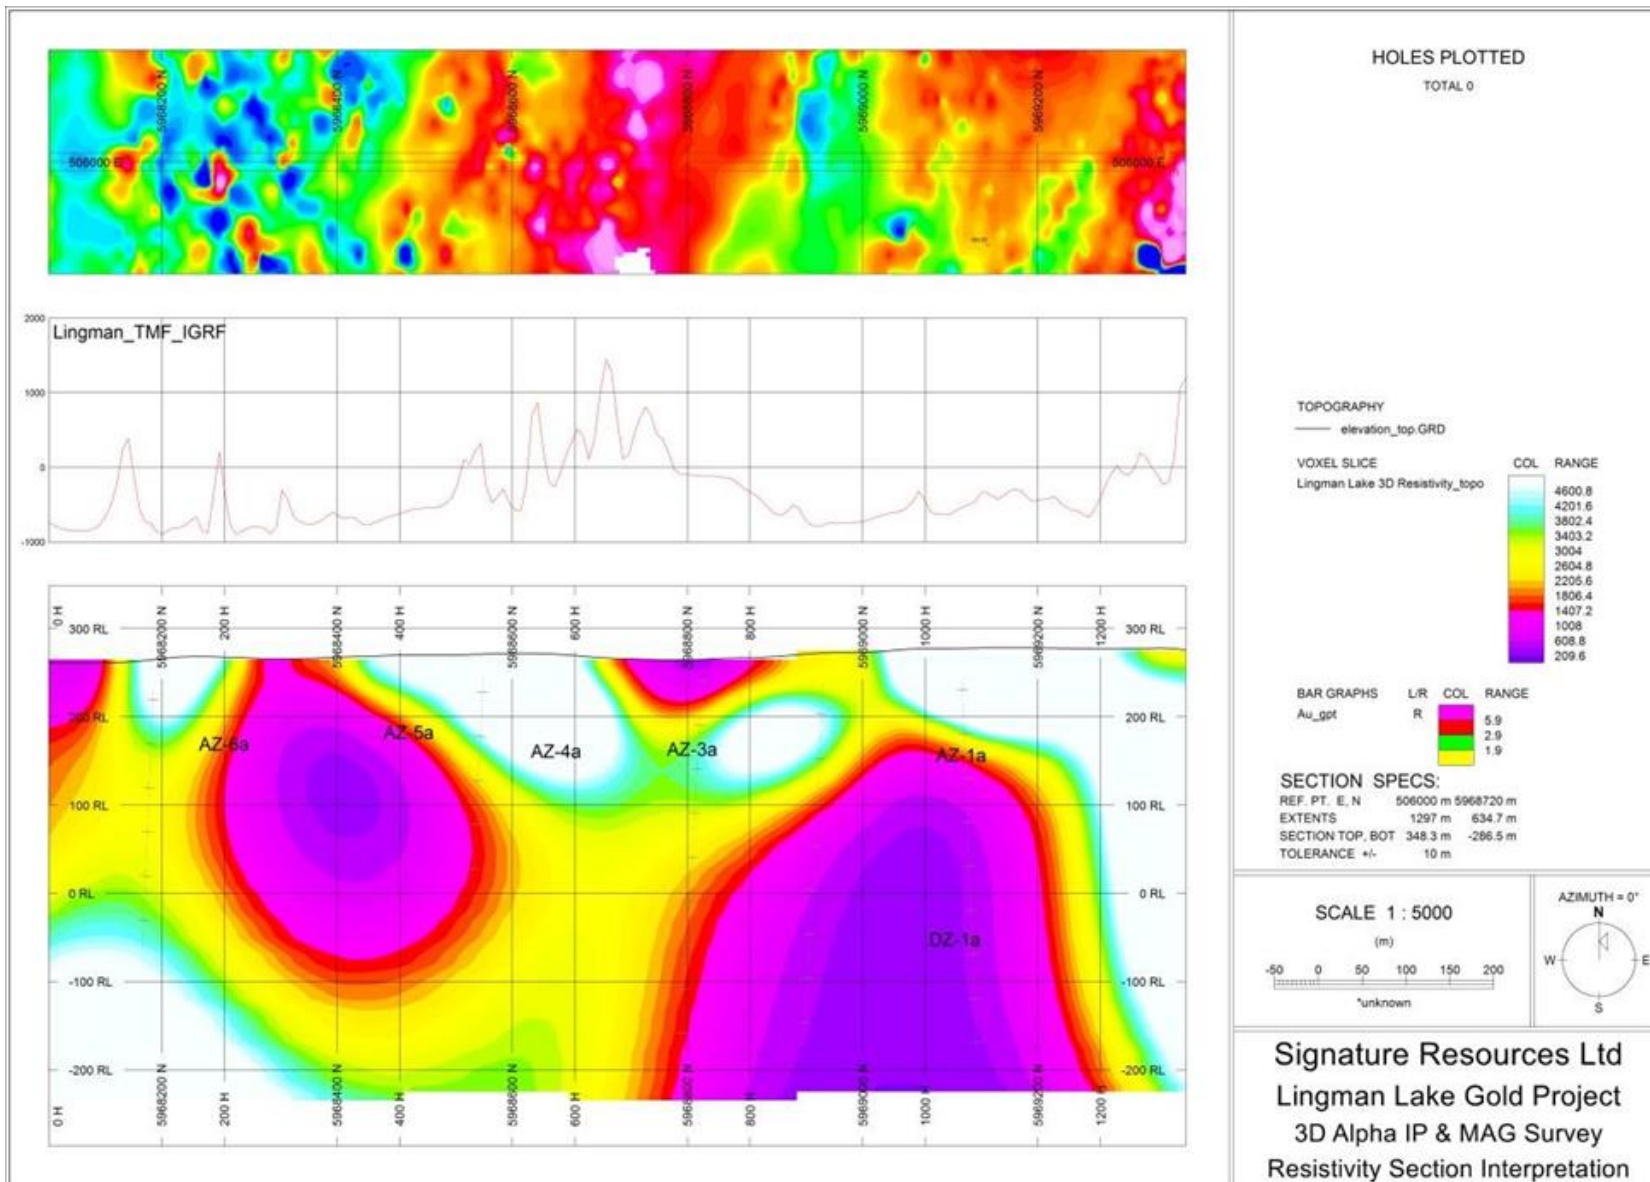 5968200 N
5968400 N
5968600 N
5968800 N
5969000 N
5969200 N
506000 E
506000 E
Lingman_TMF_IGRF
2000
1000
0
-1000
0 H
5968200 N
200 H
5968400 N
400 H
5968600 N
600 H
5968800 N
800 H
5969000 N
1000 H
5969200 N
1200 H
300 RL
300 RL
200 RL
200 RL
AZ-6a
AZ-5a
AZ-4a
AZ-3a
AZ-1a
100 RL
100 RL
0 RL
0 RL
DZ-1a
-100 RL
-100 RL
-200 RL
-200 RL
0 H
5968200 N
200 H
5968400 N
400 H
5968600 N
600 H
5968800 N
800 H
5969000 N
1000 H
5969200 N
1200 H
HOLES PLOTTED
TOTAL 0
TOPOGRAPHY
elevation_top.GRD
VOXEL SLICE COL RANGE
Lingman Lake 3D Resistivity_topo
4600.8
4201.6
3802.4
3403.2
3004
2604.8
2205.6
1806.4
1407.2
1008
608.8
209.6
BAR GRAPHS L/R COL RANGE
Au_gpt R
5.9
2.9
1.9
SECTION SPECS:
REF. PT. E, N 506000 m 5968720 m
EXTENTS 1297 m 634.7 m
SECTION TOP, BOT 348.3 m -286.5 m
TOLERANCE +/- 10 m
SCALE 1 : 5000
(m)
-50 0 50 100 150 200
*unknown
AZIMUTH = 0°
N
W E
S
Signature Resources Ltd
Lingman Lake Gold Project
3D Alpha IP & MAG Survey
Resistivity Section Interpretation